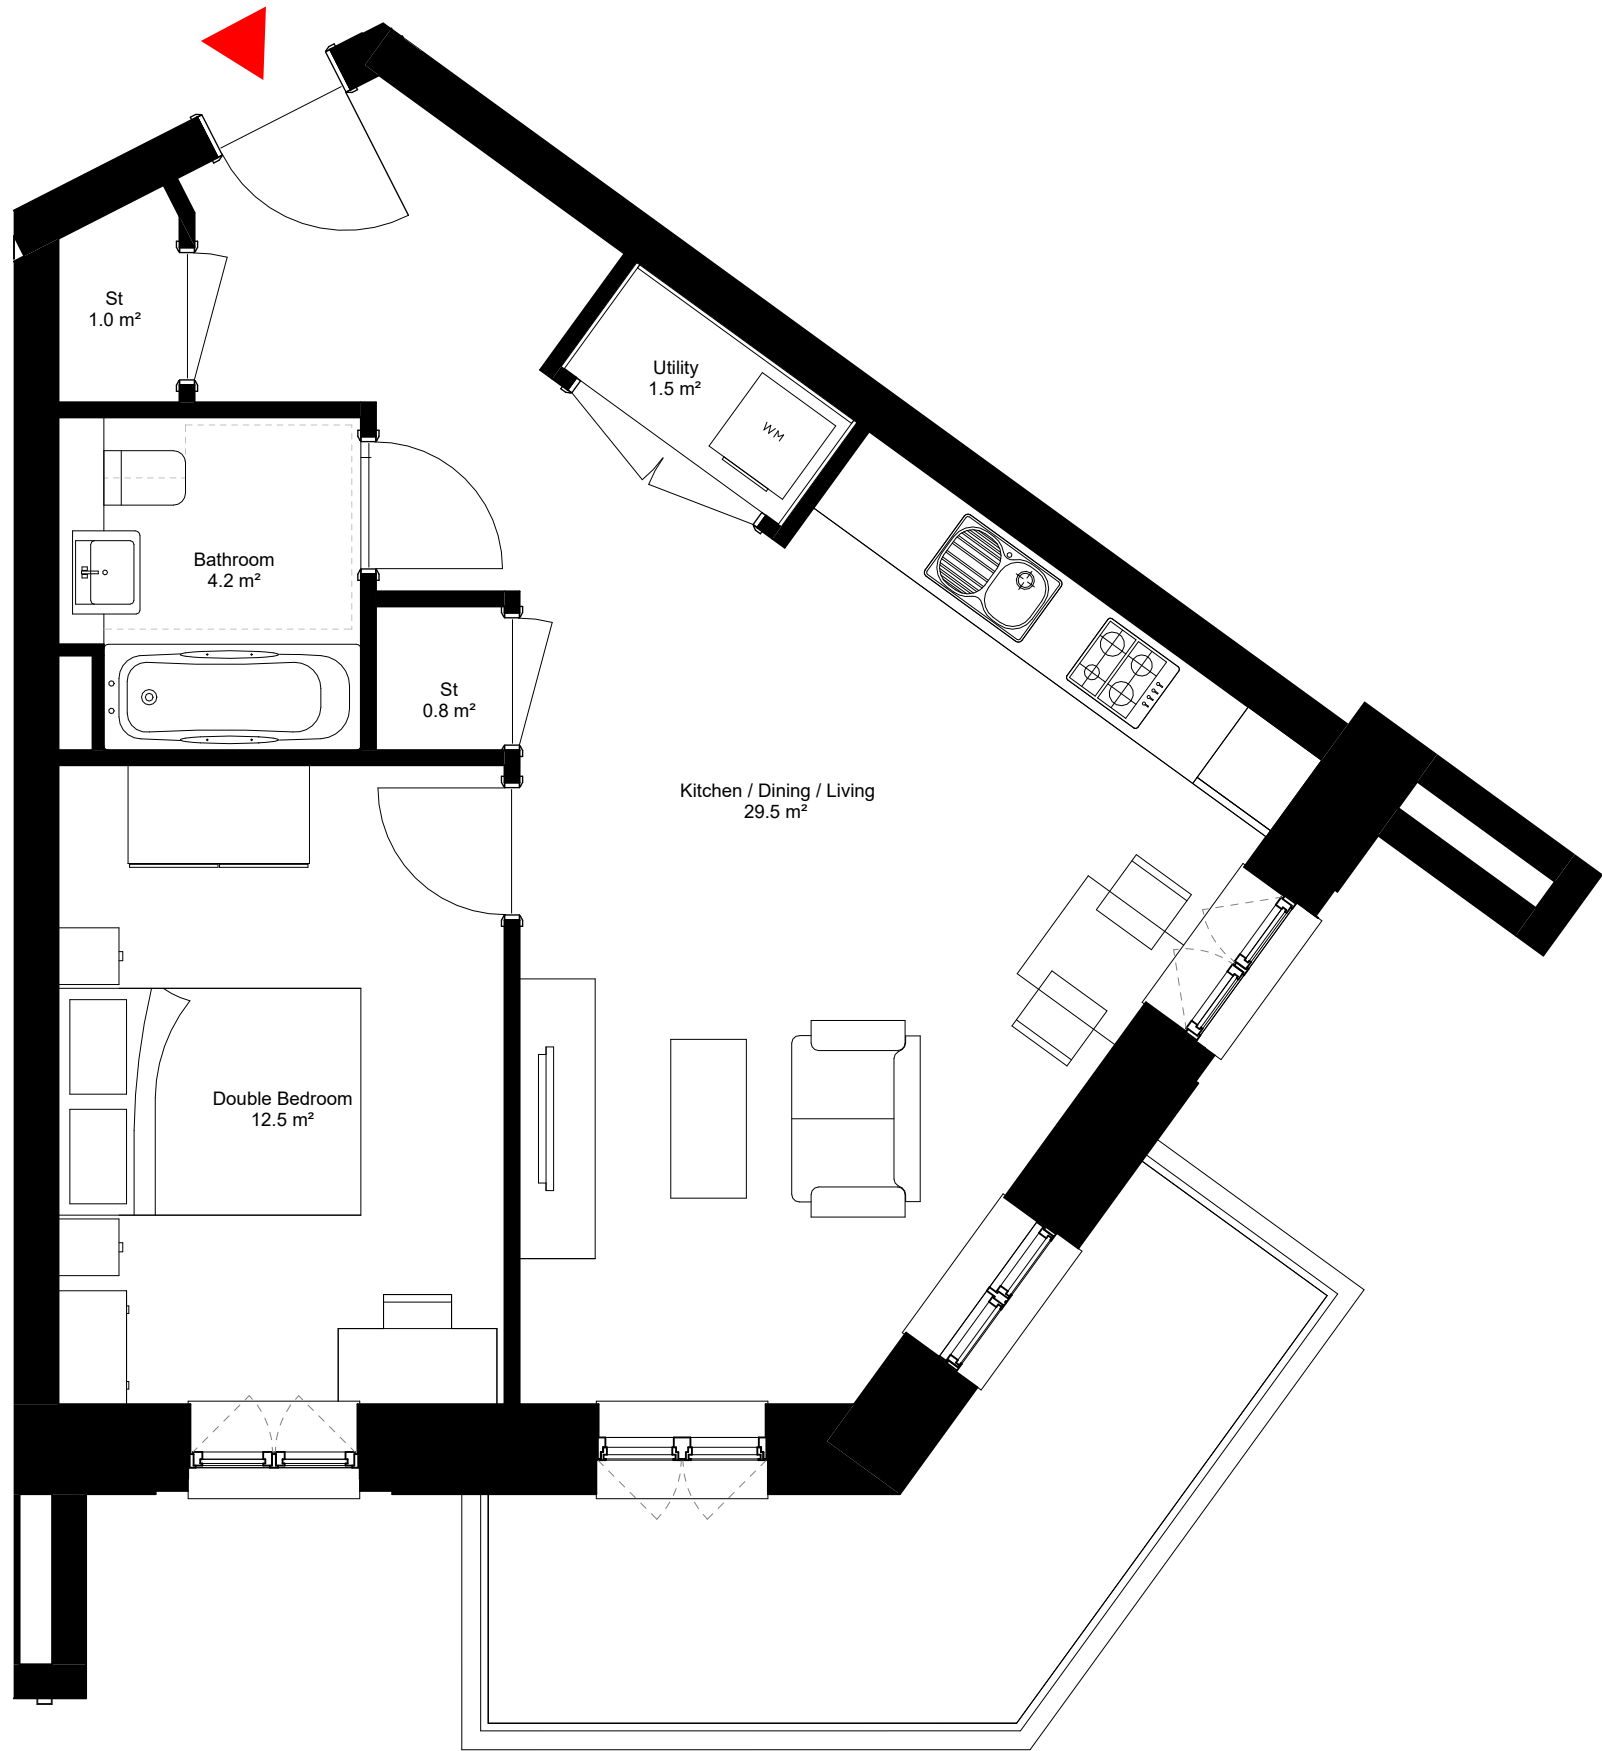 St
1.0 m²
Utility
1.5 m²
WM
Bathroom
4.2 m²
St
0.8 m²
Kitchen / Dining / Living
29.5 m²
Double Bedroom
12.5 m²